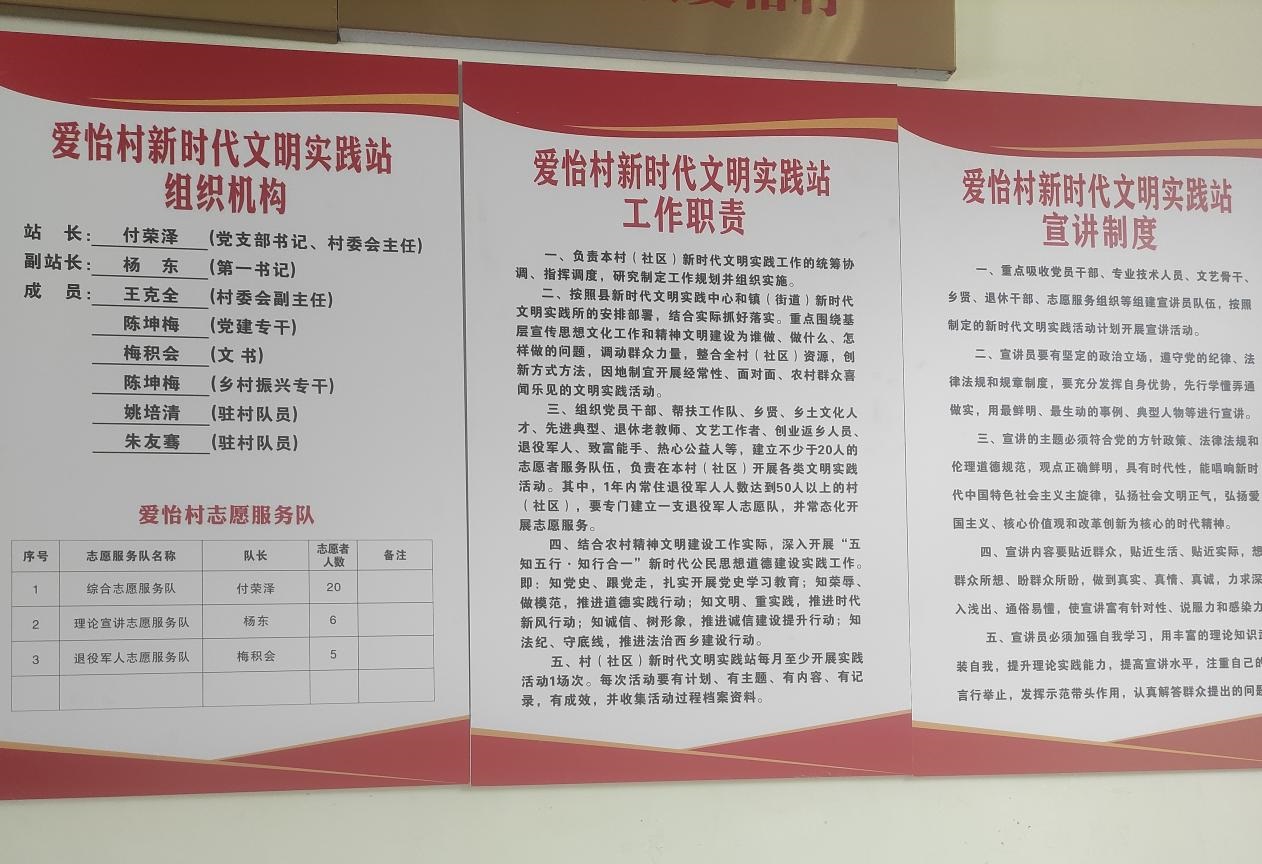 爱怡村新时代文明实践站
组织机构
站 长：付荣泽（党支部书记、村委会主任）
副站长：杨 东（第一书记）
成 员：王克全（村委会副主任）
陈坤梅（党建专干）
梅积会（文 书）
陈坤梅（乡村振兴专干）
姚培清（驻村队员）
朱友骞（驻村队员）
爱怡村志愿服务队
序号 志愿服务队名称 队长 志愿者人数 备注
1 综合志愿服务队 付荣泽 20
2 理论宣讲志愿服务队 杨东 6
3 退役军人志愿服务队 梅积会 5
爱怡村新时代文明实践站
工作职责
一、负责本村（社区）新时代文明实践工作的统筹协
调、指挥调度，研究制定工作规划并组织实施。
二、按照县新时代文明实践中心和镇（街道）新时代
文明实践所的安排部署，结合实际抓好落实。重点围绕基
层宣传思想文化工作和精神文明建设为谁做、做什么、怎
样做的问题，调动群众力量，整合全村（社区）资源，创
新方式方法，因地制宜开展经常性、面对面、农村群众喜
闻乐见的文明实践活动。
三、组织党员干部、帮扶工作队、乡贤、乡土文化人
才、先进典型、退休老教师、文艺工作者、创业返乡人员、
退役军人、致富能手、热心公益人等，建立不少于20人的
志愿者服务队伍，负责在本村（社区）开展各类文明实践
活动。其中，1年内常住退役军人人数达到50人以上的村
（社区），要专门建立一支退役军人志愿队，并常态化开
展志愿服务。
四、结合农村精神文明建设工作实际，深入开展“五
知五行·知行合一”新时代公民思想道德建设实践工作。
即：知党史、跟党走，扎实开展党史学习教育；知荣辱、
做模范，推进道德实践行动；知文明、重实践，推进时代
新风行动；知诚信、树形象，推进诚信建设提升行动；知
法纪、守底线，推进法治西乡建设行动。
五、村（社区）新时代文明实践站每月至少开展实践
活动1场次。每次活动要有计划、有主题、有内容、有记
录，有成效，并收集活动过程档案资料。
爱怡村新时代文明实践站
宣讲制度
一、重点吸收党员干部、专业技术人员、文艺骨干、
乡贤、退休干部、志愿服务组织等组建宣讲员队伍，按照
制定的新时代文明实践活动计划开展宣讲活动。
二、宣讲员要有坚定的政治立场，遵守党的纪律、法
律法规和规章制度，要充分发挥自身优势，先行学懂弄通
做实，用最鲜明、最生动的事例、典型人物等进行宣讲。
三、宣讲的主题必须符合党的方针政策、法律法规和
伦理道德规范，观点正确鲜明，具有时代性，能唱响新时
代中国特色社会主义主旋律，弘扬社会文明正气，弘扬爱
国主义、核心价值观和改革创新为核心的时代精神。
四、宣讲内容要贴近群众，贴近生活、贴近实际，想
群众所想、盼群众所盼，做到真实、真情、真诚，力求深
入浅出、通俗易懂，使宣讲富有针对性、说服力和感染力
五、宣讲员必须加强自我学习，用丰富的理论知识武
装自我，提升理论实践能力，提高宣讲水平，注重自己的
言行举止，发挥示范带头作用，认真解答群众提出的问题